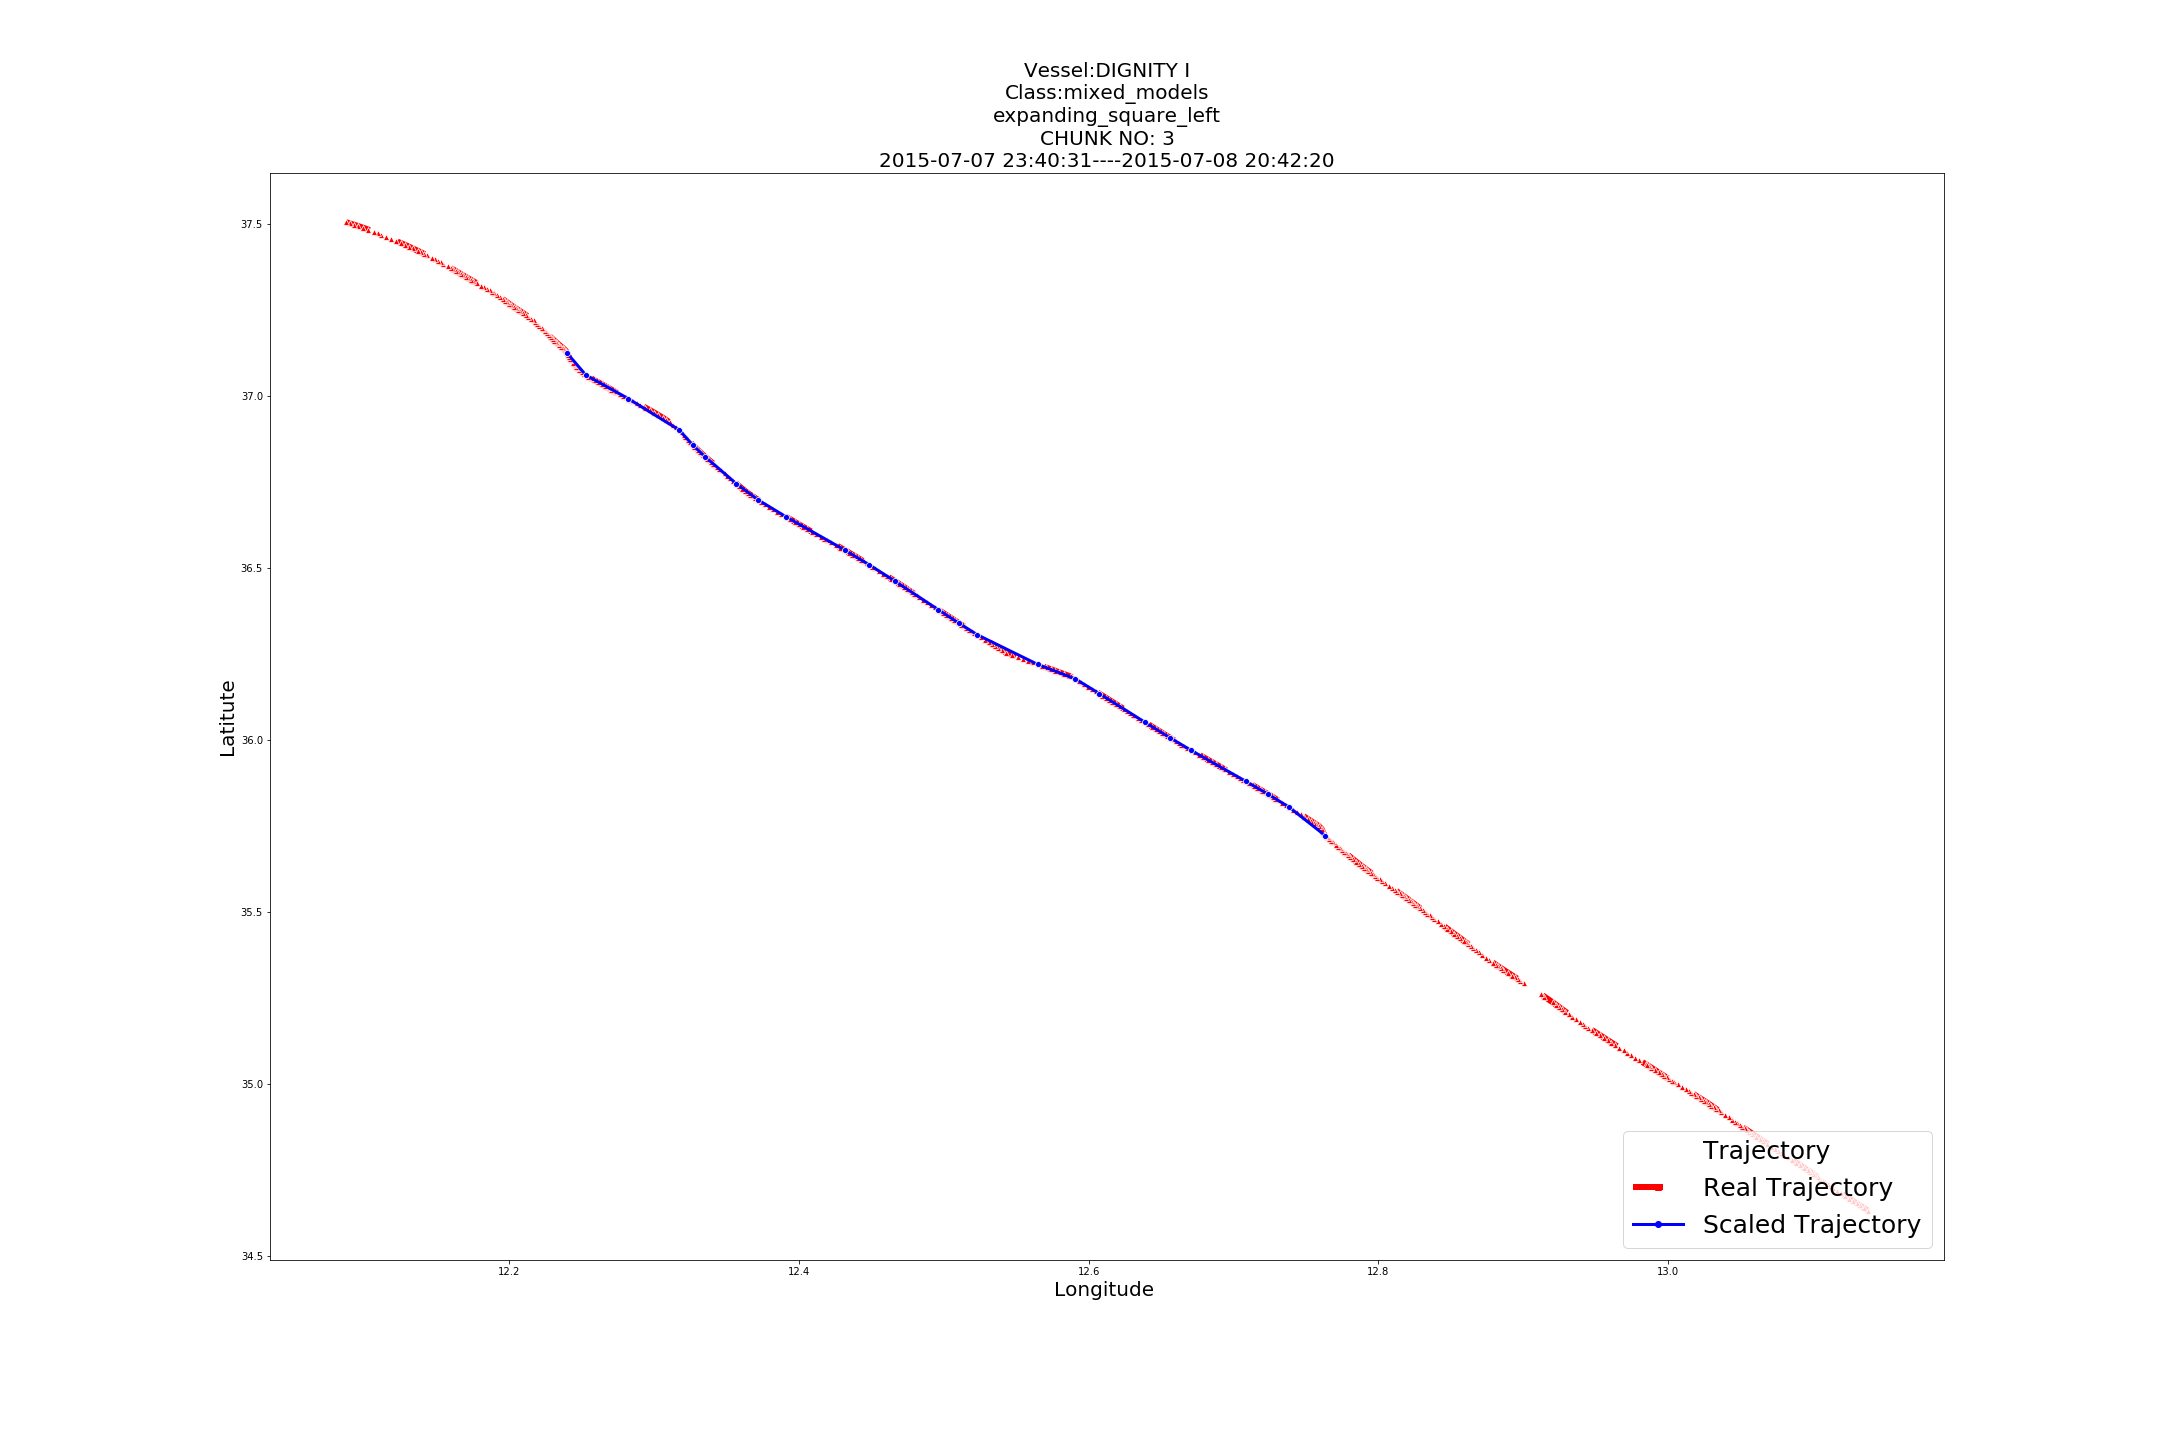 Vessel:DIGNITY I
Class:mixed_models
expanding_square_left
CHUNK NO: 3
2015-07-07 23:40:31----2015-07-08 20:42:20
37.5
37.0
36.5
36.0
35.5
35.0
34.5
Latitute
12.2
12.4
12.6
12.8
13.0
Longitude
Trajectory
Real Trajectory
Scaled Trajectory